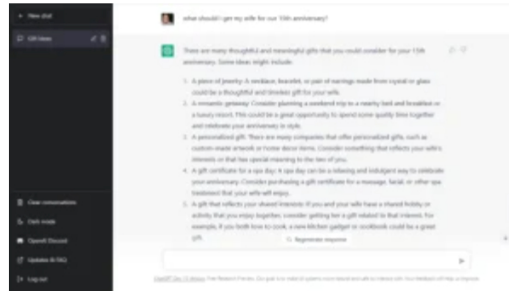 New chat
Gift Ideas
Clear conversations
Dark mode
OpenAI Discord
Updates & FAQ
Log out
what should I get my wife for our 15th anniversary?
There are many thoughtful and meaningful gifts that you could consider for your 15th
anniversary. Some ideas might include:
1. A piece of jewelry: A necklace, bracelet, or pair of earrings made from crystal or glass
could be a thoughtful and timeless gift for your wife.
2. A romantic getaway: Consider planning a weekend trip to a nearby bed and breakfast or
a luxury resort. This could be a great opportunity to spend some quality time together
and celebrate your anniversary in style.
3. A personalized gift: There are many companies that offer personalized gifts, such as
custom-made artwork or home decor items. Consider something that reflects your wife's
interests or that has special meaning to the two of you.
4. A gift certificate for a spa day: A spa day can be a relaxing and indulgent way to celebrate
your anniversary. Consider purchasing a gift certificate for a massage, facial, or other spa
treatment that your wife will enjoy.
5. A gift that reflects your shared interests: If you and your wife have a shared hobby or
activity that you enjoy together, consider getting her a gift related to that interest. For
example, if you both love to cook, a new kitchen gadget or cookbook could be a great
gift.
Regenerate response